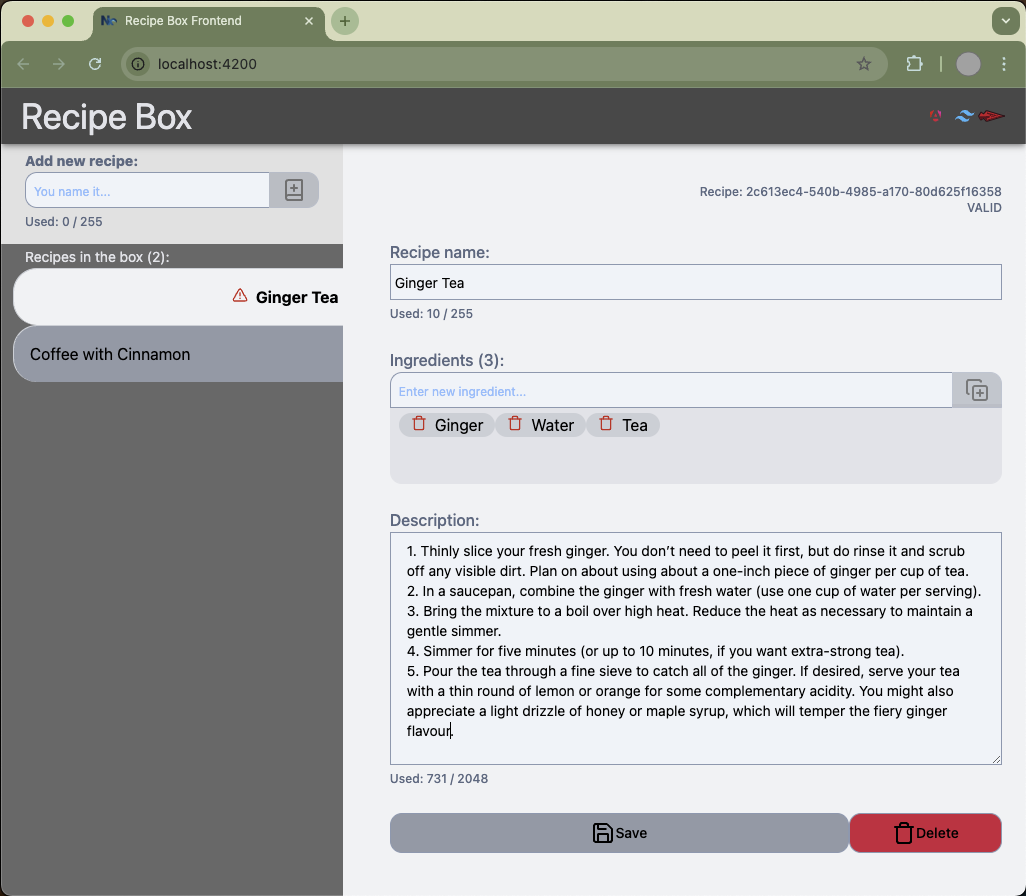 Recipe Box Frontend
localhost:4200
Recipe Box
Add new recipe:
You name it...
Used: 0 / 255
Recipes in the box (2):
Ginger Tea
Coffee with Cinnamon
Recipe: 2c613ec4-540b-4985-a170-80d625f16358
VALID
Recipe name:
Ginger Tea
Used: 10 / 255
Ingredients (3):
Enter new ingredient...
Ginger Water Tea
Description:
1. Thinly slice your fresh ginger. You don’t need to peel it first, but do rinse it and scrub
off any visible dirt. Plan on about using about a one-inch piece of ginger per cup of tea.
2. In a saucepan, combine the ginger with fresh water (use one cup of water per serving).
3. Bring the mixture to a boil over high heat. Reduce the heat as necessary to maintain a
gentle simmer.
4. Simmer for five minutes (or up to 10 minutes, if you want extra-strong tea).
5. Pour the tea through a fine sieve to catch all of the ginger. If desired, serve your tea
with a thin round of lemon or orange for some complementary acidity. You might also
appreciate a light drizzle of honey or maple syrup, which will temper the fiery ginger
flavour.
Used: 731 / 2048
Save Delete